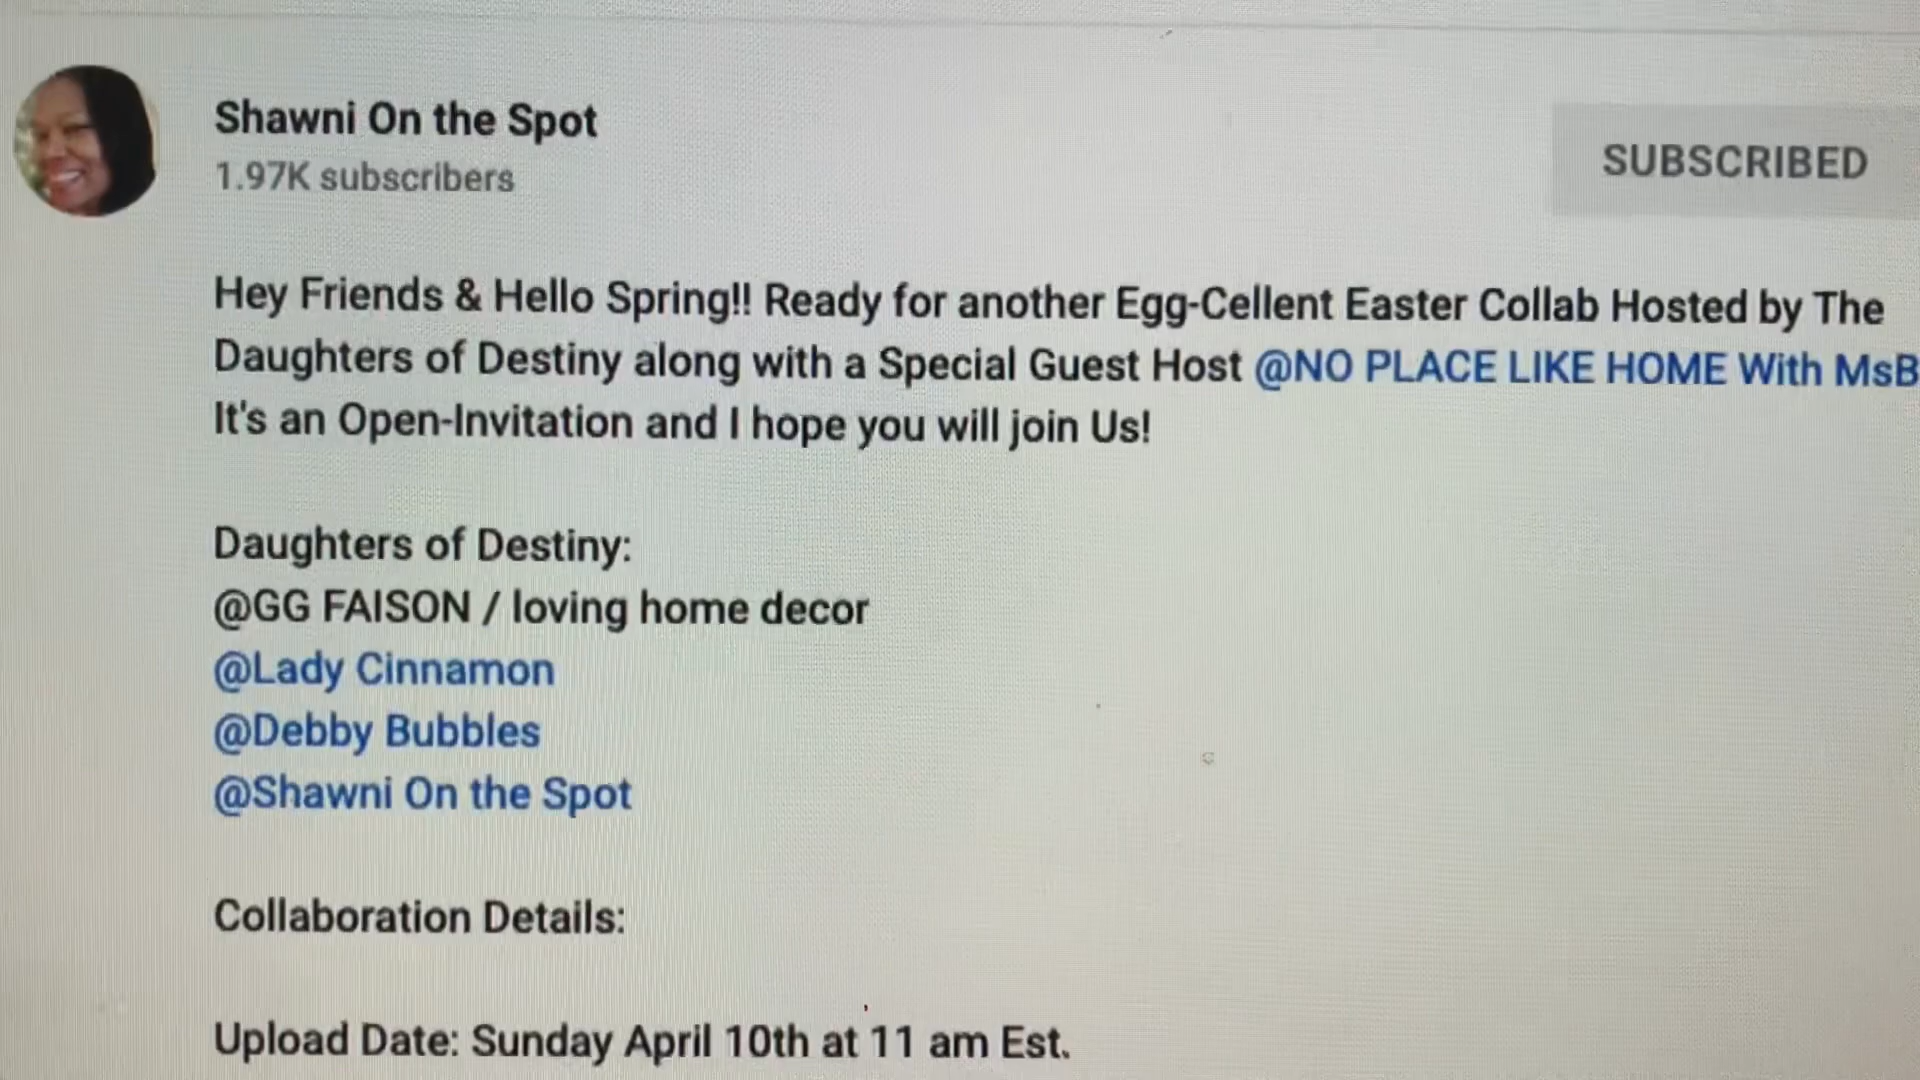 Shawni On the Spot
1.97K subscribers
SUBSCRIBED
Hey Friends & Hello Spring!! Ready for another Egg-Cellent Easter Collab Hosted by The
Daughters of Destiny along with a Special Guest Host @NO PLACE LIKE HOME With MsB
It's an Open-Invitation and I hope you will join Us!
Daughters of Destiny:
@GG FAISON / loving home decor
@Lady Cinnamon
@Debby Bubbles
@Shawni On the Spot
Collaboration Details:
Upload Date: Sunday April 10th at 11 am Est.